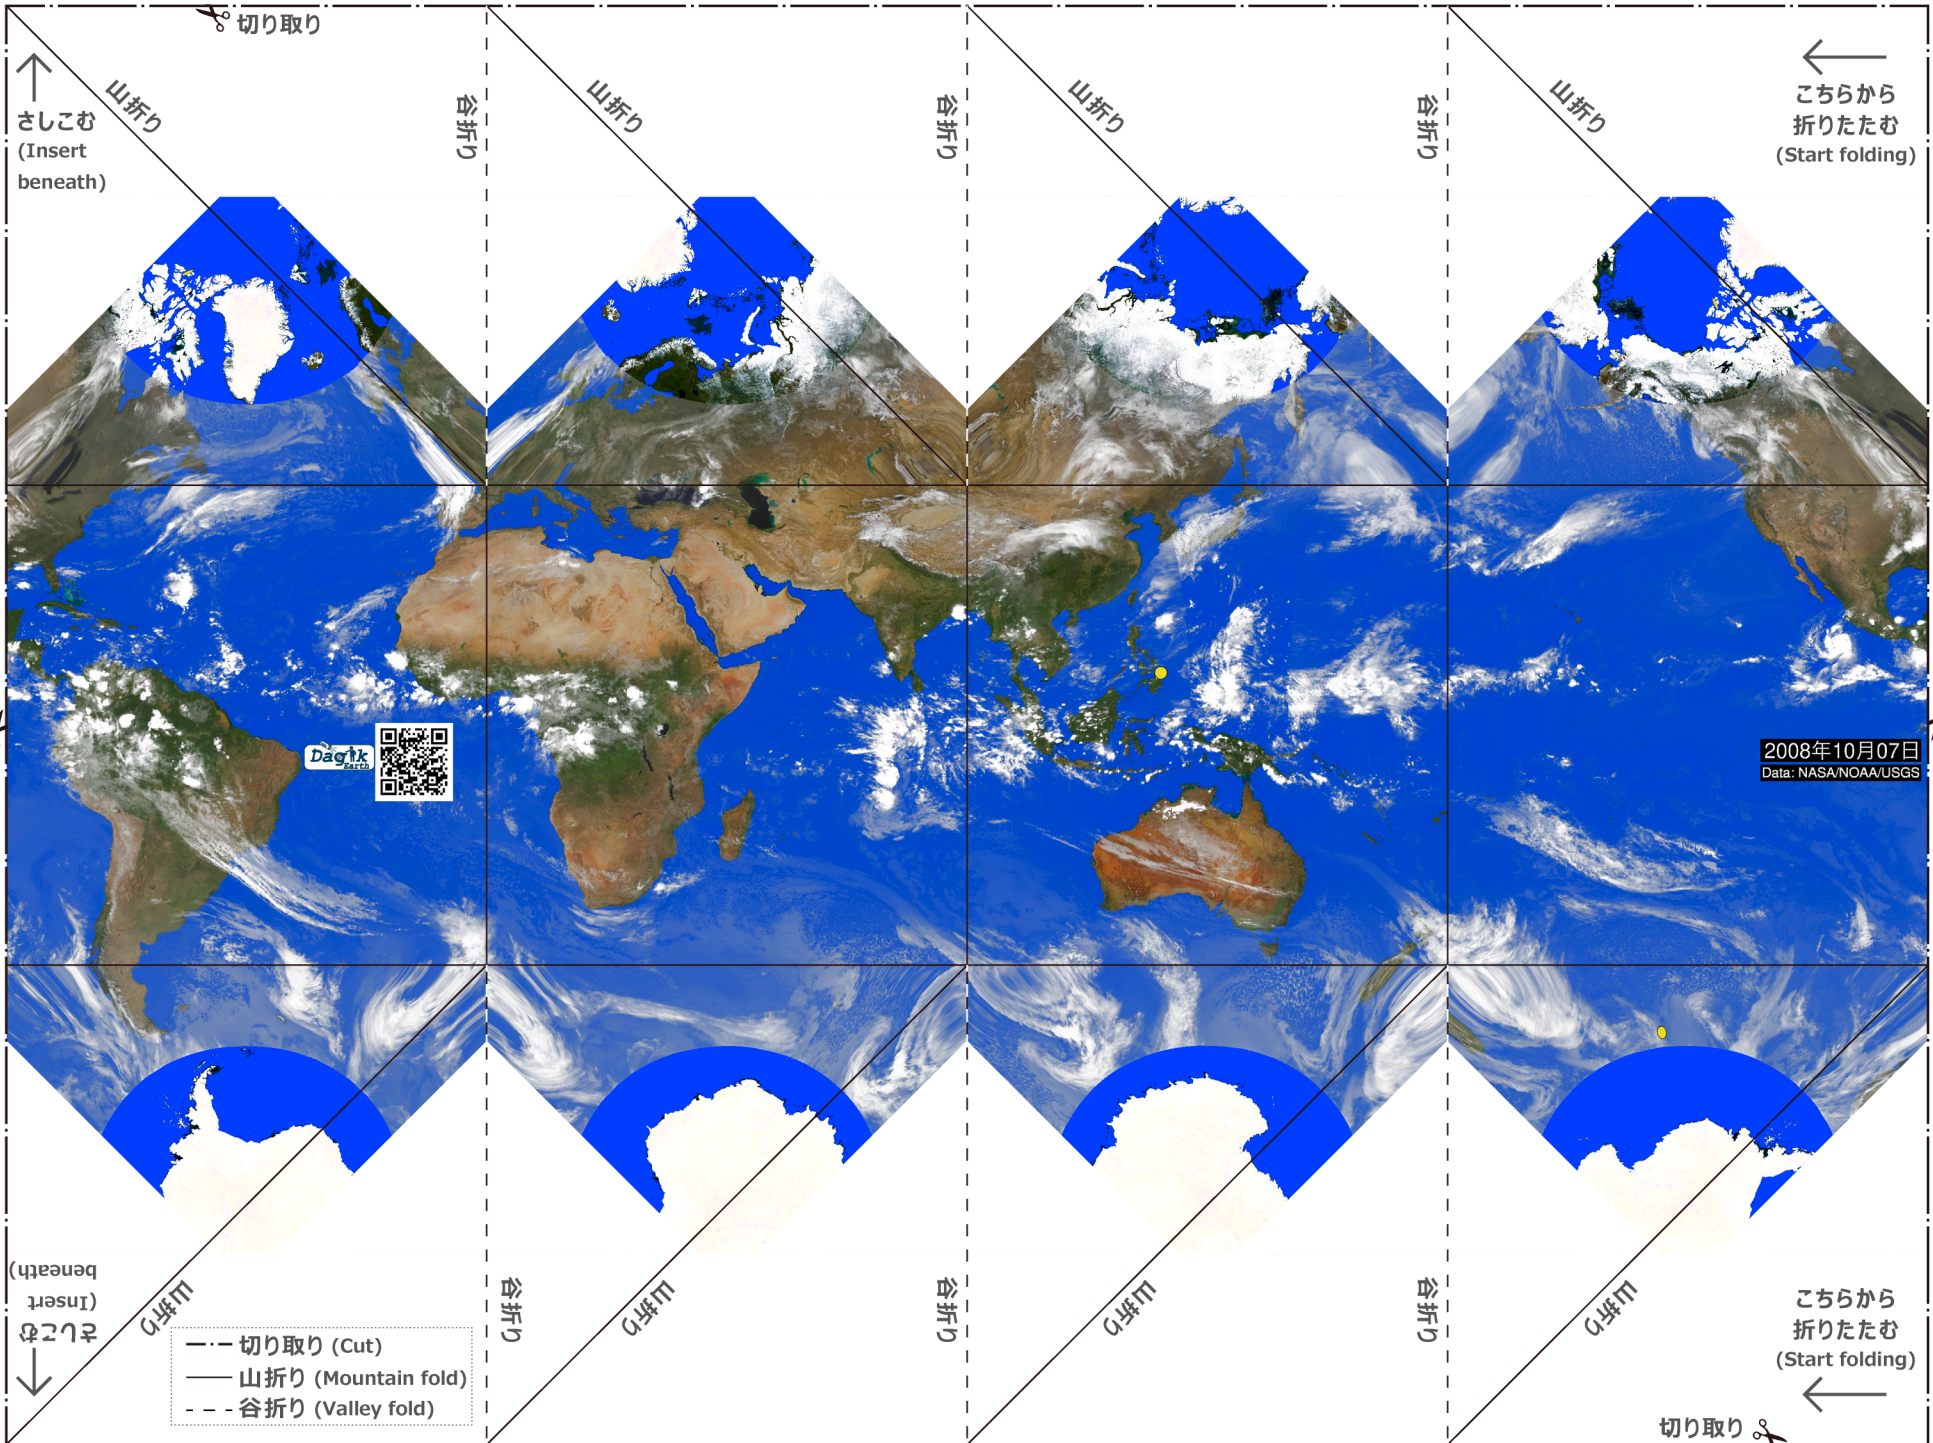 切り取り
さしこむ
(Insert
beneath)
山折り
谷折り
山折り
谷折り
山折り
谷折り
山折り
こちらから
折りたたむ
(Start folding)
Dagik
Earth
2008年10月07日
Data: NASA/NOAA/USGS
さしこむ
(Insert
beneath)
山折り
谷折り
山折り
谷折り
山折り
谷折り
山折り
こちらから
折りたたむ
(Start folding)
切り取り (Cut)
山折り (Mountain fold)
谷折り (Valley fold)
切り取り